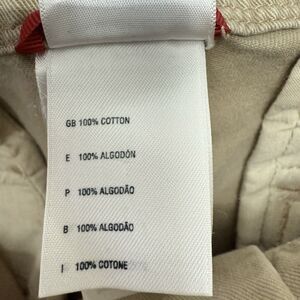 GB 100% COTTON
E 100% ALGODÓN
P 100% ALGODÃO
B 100% ALGODÃO
I 100% COTONE